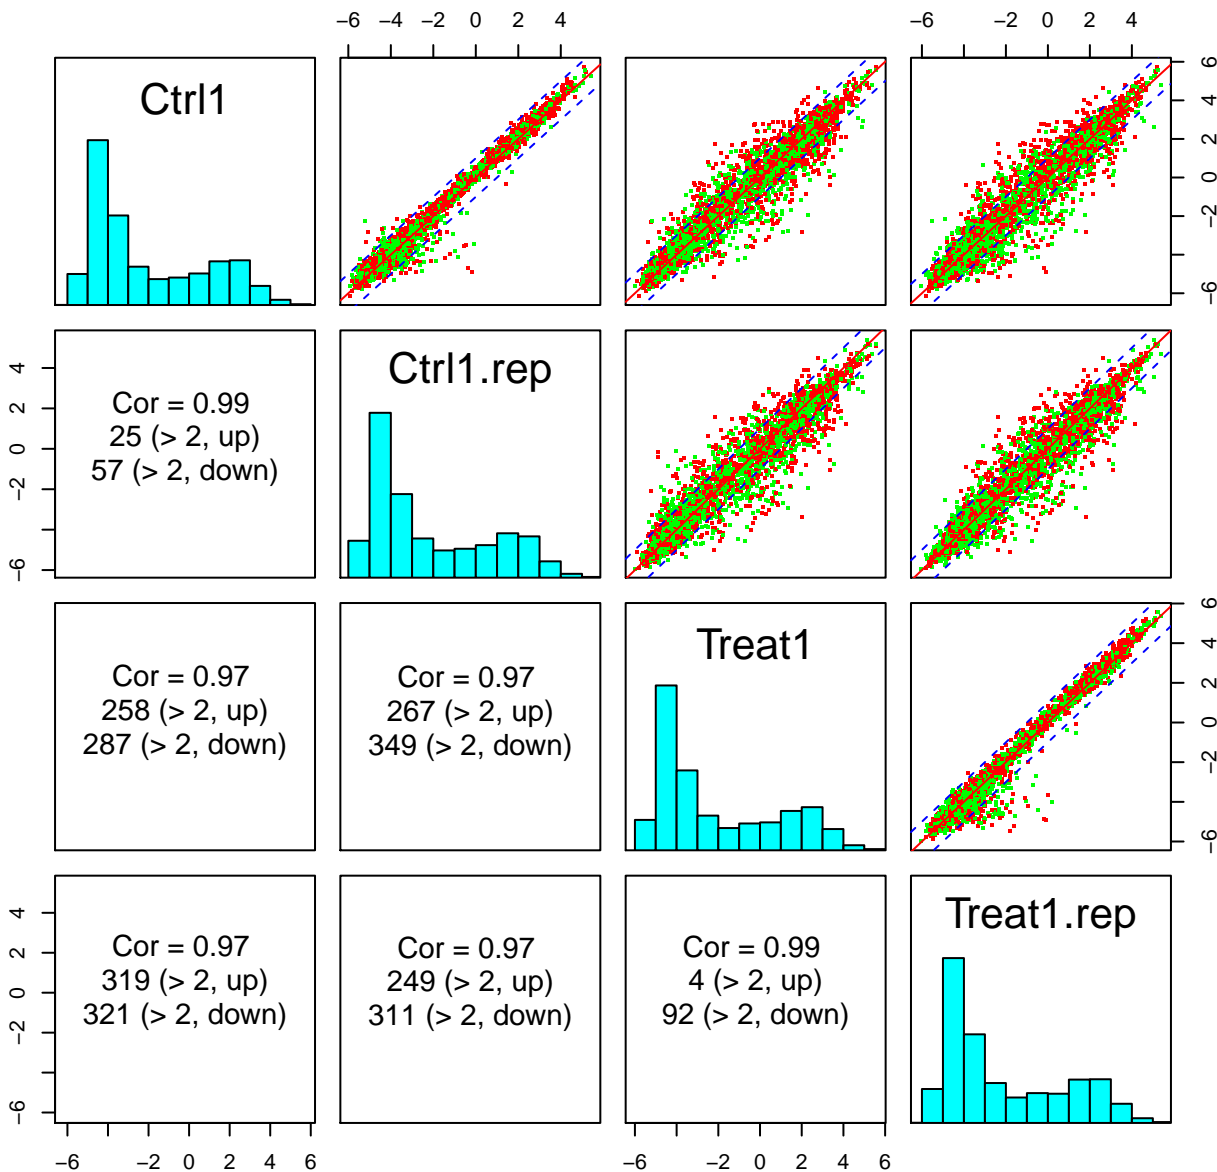 −6 −4 −2 0 2 4
−6 −2 0 2 4
Ctrl1
−6 −2 0 2 4 6
Ctrl1.rep
−6 −2 0 2 4
Cor = 0.99
25 (> 2, up)
57 (> 2, down)
Treat1
−6 −2 0 2 4 6
Cor = 0.97
258 (> 2, up)
287 (> 2, down)
Cor = 0.97
267 (> 2, up)
349 (> 2, down)
Treat1.rep
−6 −2 0 2 4
Cor = 0.97
319 (> 2, up)
321 (> 2, down)
Cor = 0.97
249 (> 2, up)
311 (> 2, down)
Cor = 0.99
4 (> 2, up)
92 (> 2, down)
−6 −2 0 2 4 6
−6 −2 0 2 4 6